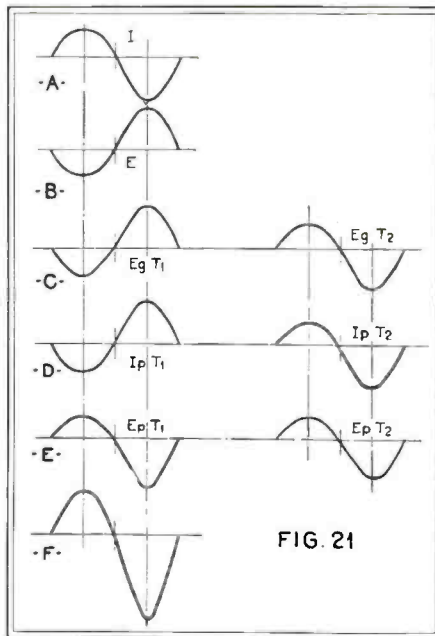 I
-A-
E
-B-
Eg T₁
Eg T₂
-C-
Ip T₁
Ip T₂
-D-
Ep T₁
Ep T₂
-E-
-F-
FIG. 21